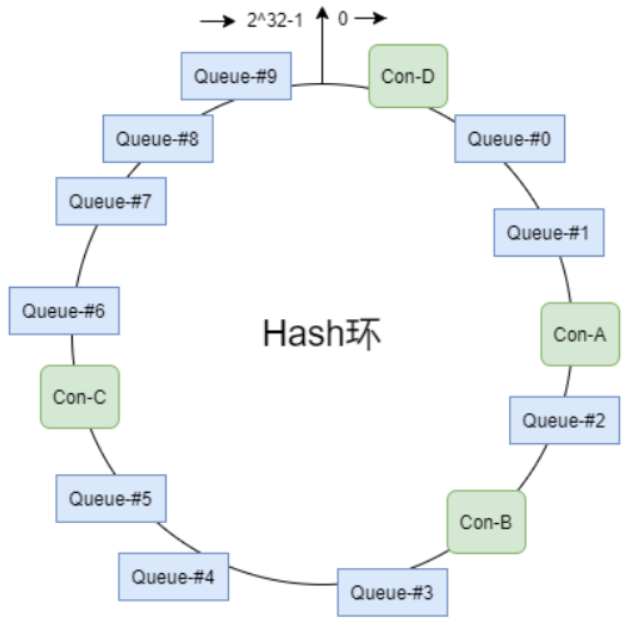 2^32-1 0
Queue-#9
Con-D
Queue-#8
Queue-#0
Queue-#7
Queue-#1
Queue-#6
Hash环
Con-A
Con-C
Queue-#2
Queue-#5
Con-B
Queue-#4
Queue-#3